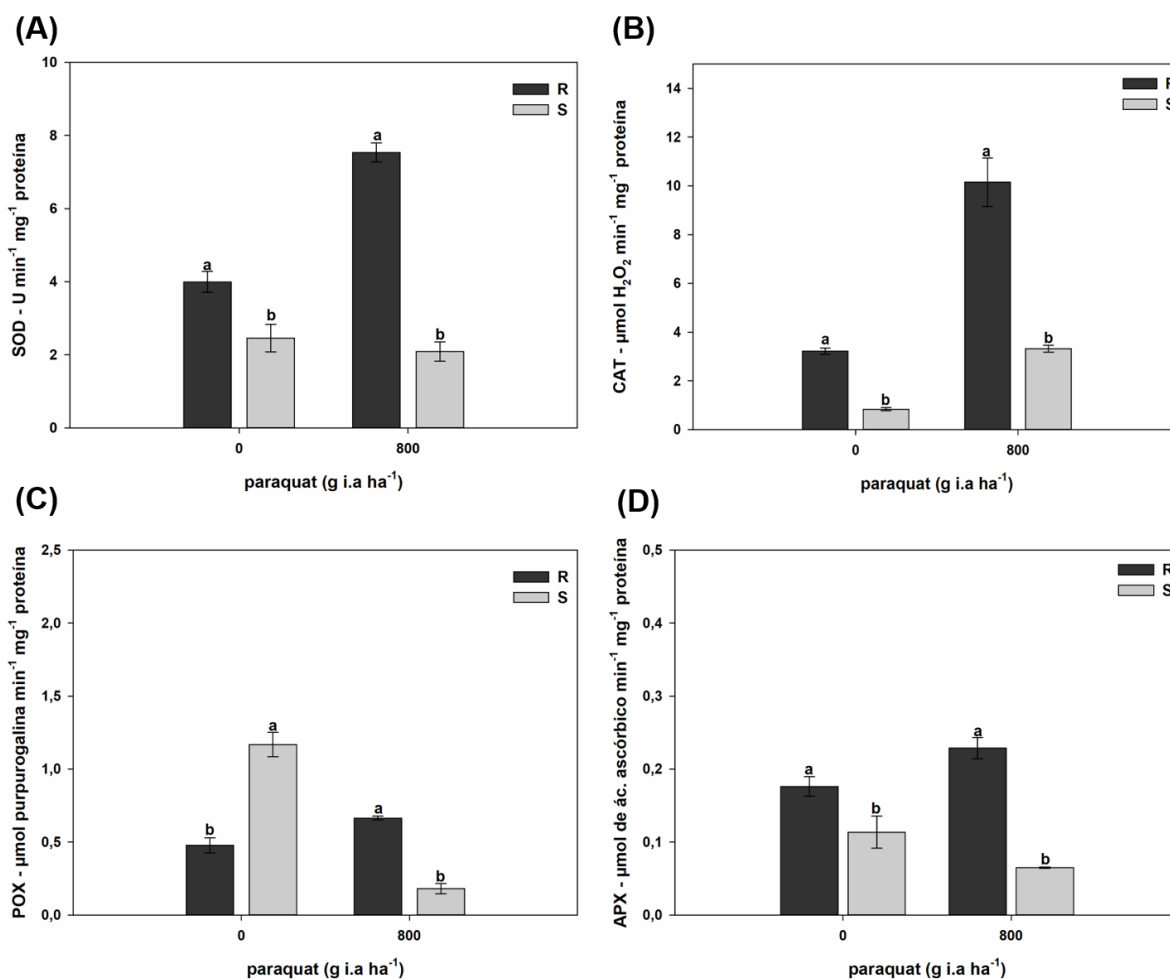 (A)
SOD - U min⁻¹ mg⁻¹ proteína
10
8
6
4
2
0
R
S
a
b
a
b
0
800
paraquat (g i.a ha⁻¹)
(B)
CAT - µmol H₂O₂ min⁻¹ mg⁻¹ proteína
14
12
10
8
6
4
2
0
R
S
a
b
a
b
0
800
paraquat (g i.a ha⁻¹)
(C)
POX - µmol purpurogalina min⁻¹ mg⁻¹ proteína
2,5
2,0
1,5
1,0
0,5
0,0
R
S
b
a
a
b
0
800
paraquat (g i.a ha⁻¹)
(D)
APX - µmol de ác. ascórbico min⁻¹ mg⁻¹ proteína
0,5
0,4
0,3
0,2
0,1
0,0
R
S
a
b
a
b
0
800
paraquat (g i.a ha⁻¹)